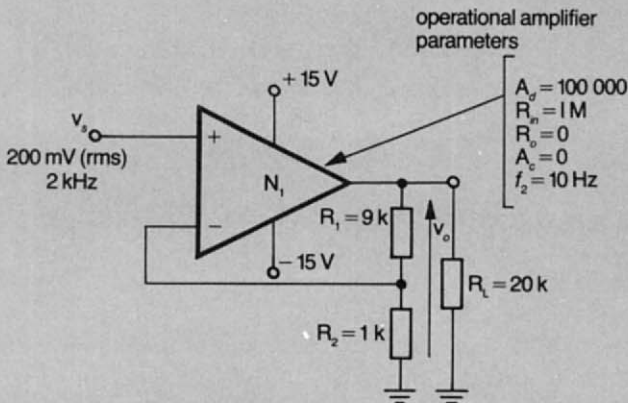 operational amplifier
parameters
A_d = 100 000
R_in = 1 M
R_o = 0
A_c = 0
f_2 = 10 Hz
+15 V
v_s
200 mV (rms)
2 kHz
+
N_1
−
−15 V
R_1 = 9 k
v_o
R_2 = 1 k
R_L = 20 k